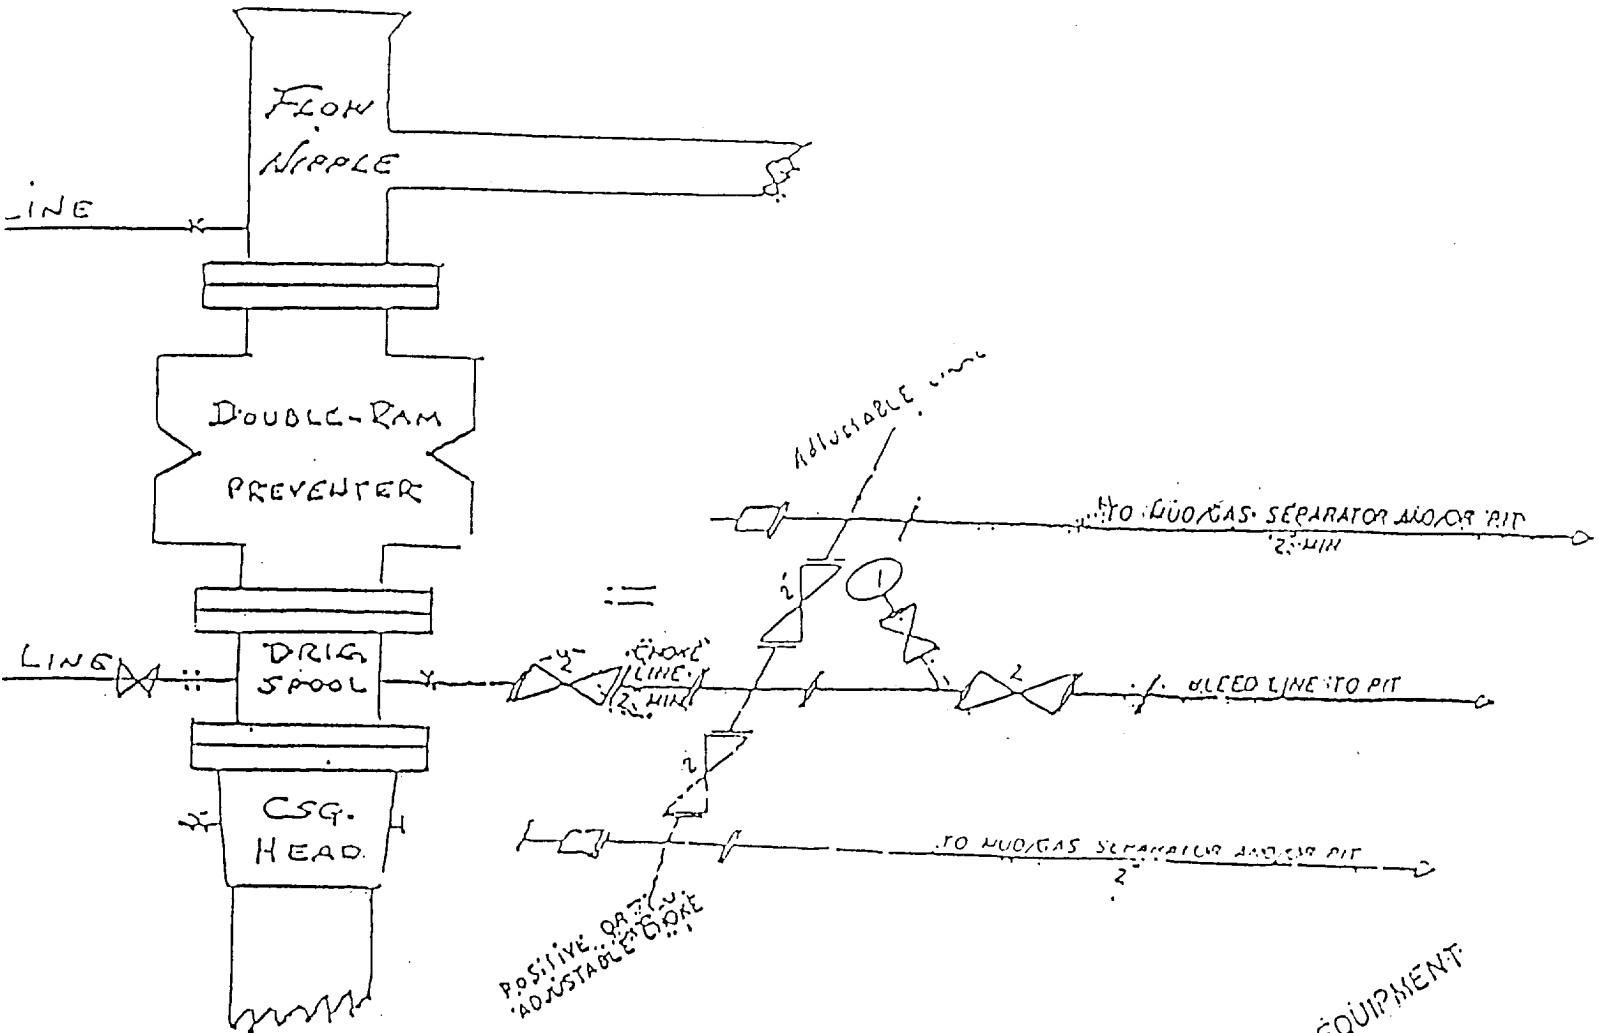 FLOW
NIPPLE
LINE
DOUBLE-RAM
PREVENTER
ADJUSTABLE
TO MUD/GAS SEPARATOR AND/OR PIT
2" MIN
2"
1
LINE
DRLG
SPOOL
2"
CHOKE
LINE
2" MIN
2
BLEED LINE TO PIT
2
CSG.
HEAD
TO MUD/GAS SEPARATOR AND/OR PIT
2"
POSITIVE OR
ADJUSTABLE CHOKE
EQUIPMENT